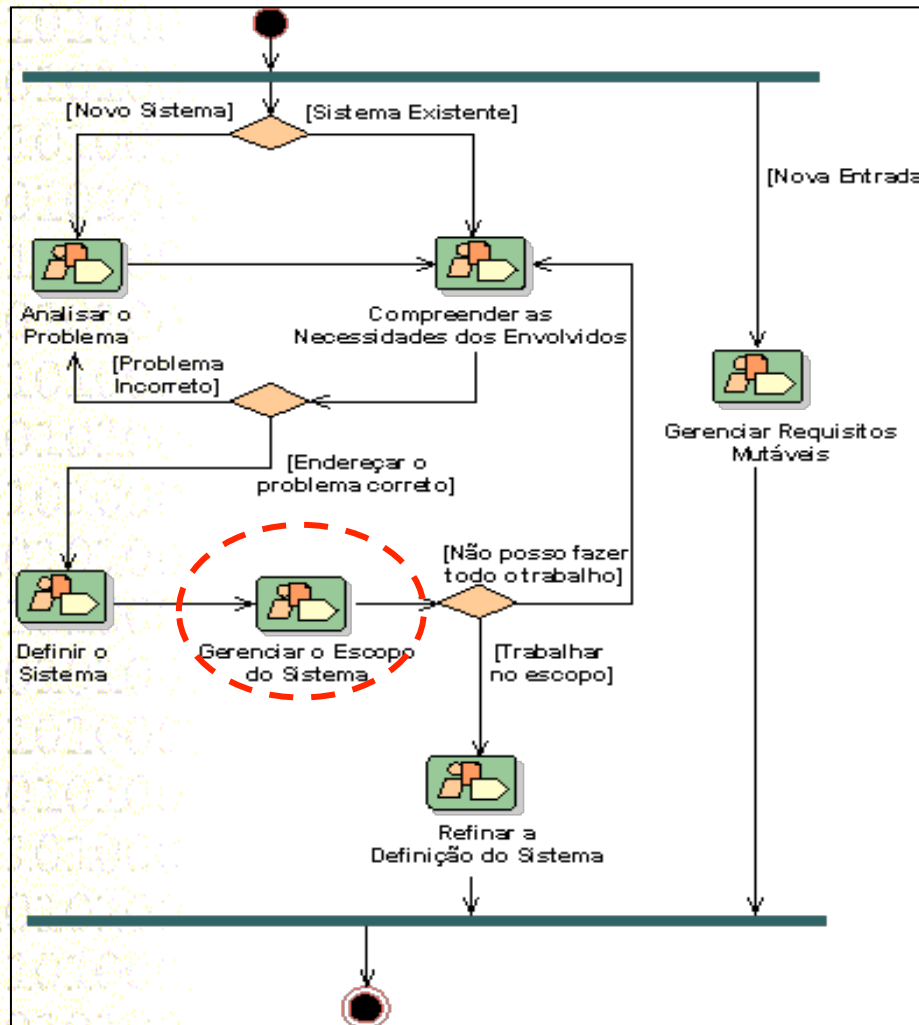 [Novo Sistema]
[Sistema Existente]
[Nova Entrada
Analisar o
Problema
Compreender as
Necessidades dos Envolvidos
[Problema
Incorreto]
Gerenciar Requisitos
Mutáveis
[Endereçar o
problema correto]
[Não posso fazer
todo o trabalho]
Definir o
Sistema
Gerenciar o Escopo
do Sistema
[Trabalhar
no escopo]
Refinar a
Definição do Sistema